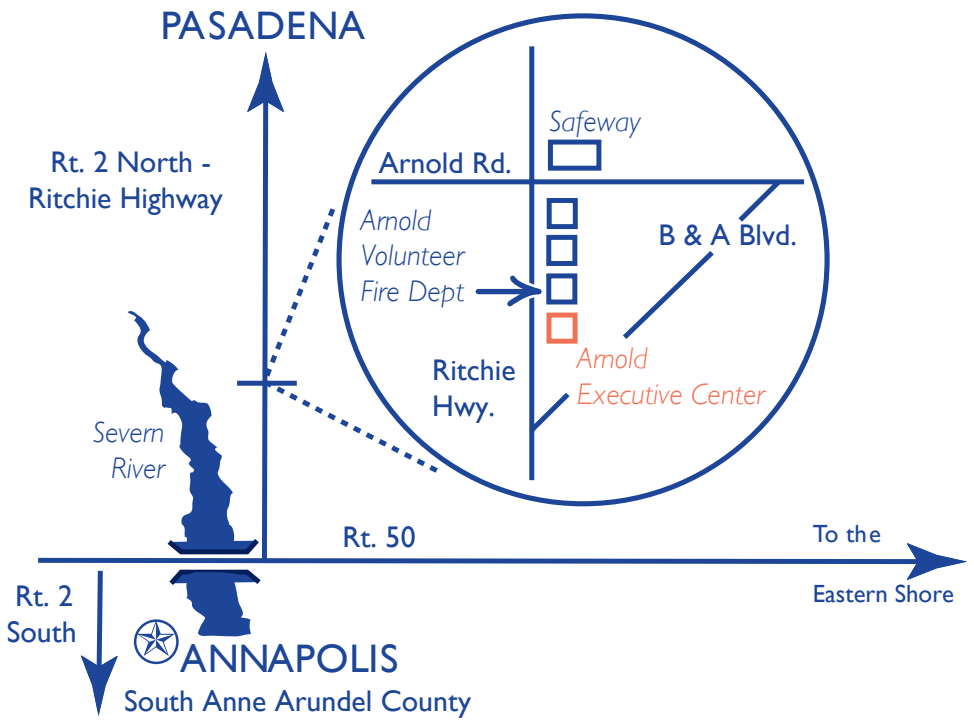 PASADENA
Rt. 2 North -
Ritchie Highway
Safeway
Arnold Rd.
Arnold
Volunteer
Fire Dept
B & A Blvd.
Ritchie
Hwy.
Arnold
Executive Center
Severn
River
Rt. 50
To the
Eastern Shore
Rt. 2
South
ANNAPOLIS
South Anne Arundel County